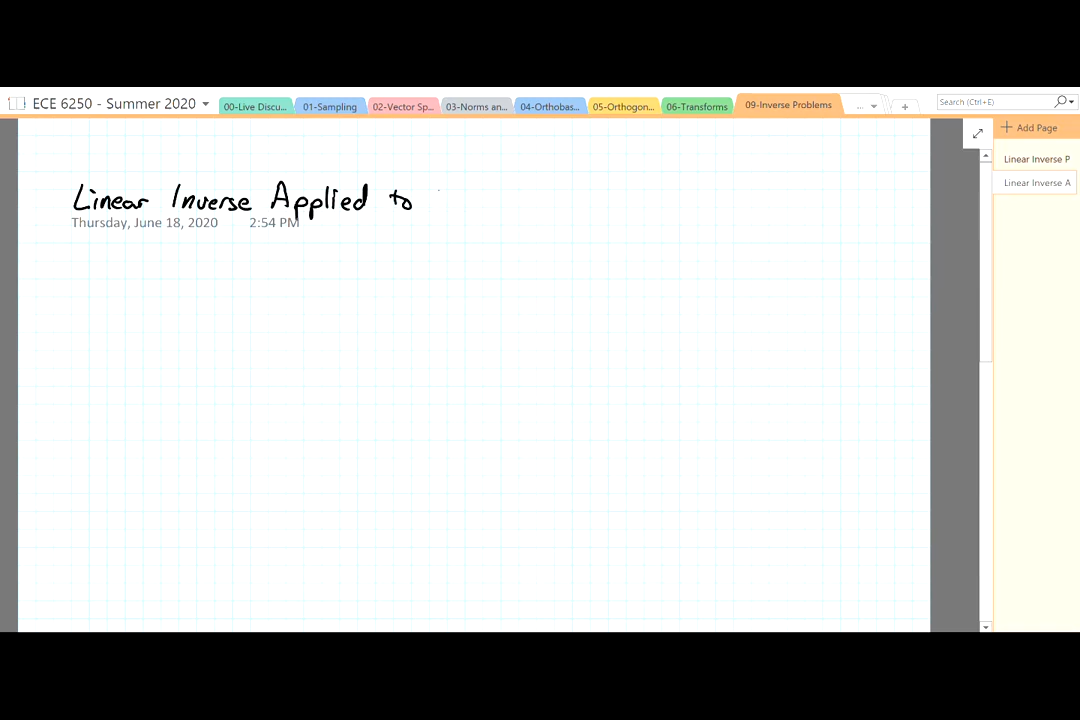 ECE 6250 - Summer 2020
00-Live Discu...
01-Sampling
02-Vector Sp...
03-Norms an...
04-Orthobas...
05-Orthogon...
06-Transforms
09-Inverse Problems
...
Search (Ctrl+E)
Add Page
Linear Inverse P
Linear Inverse A
Linear Inverse Applied to
Thursday, June 18, 2020 2:54 PM